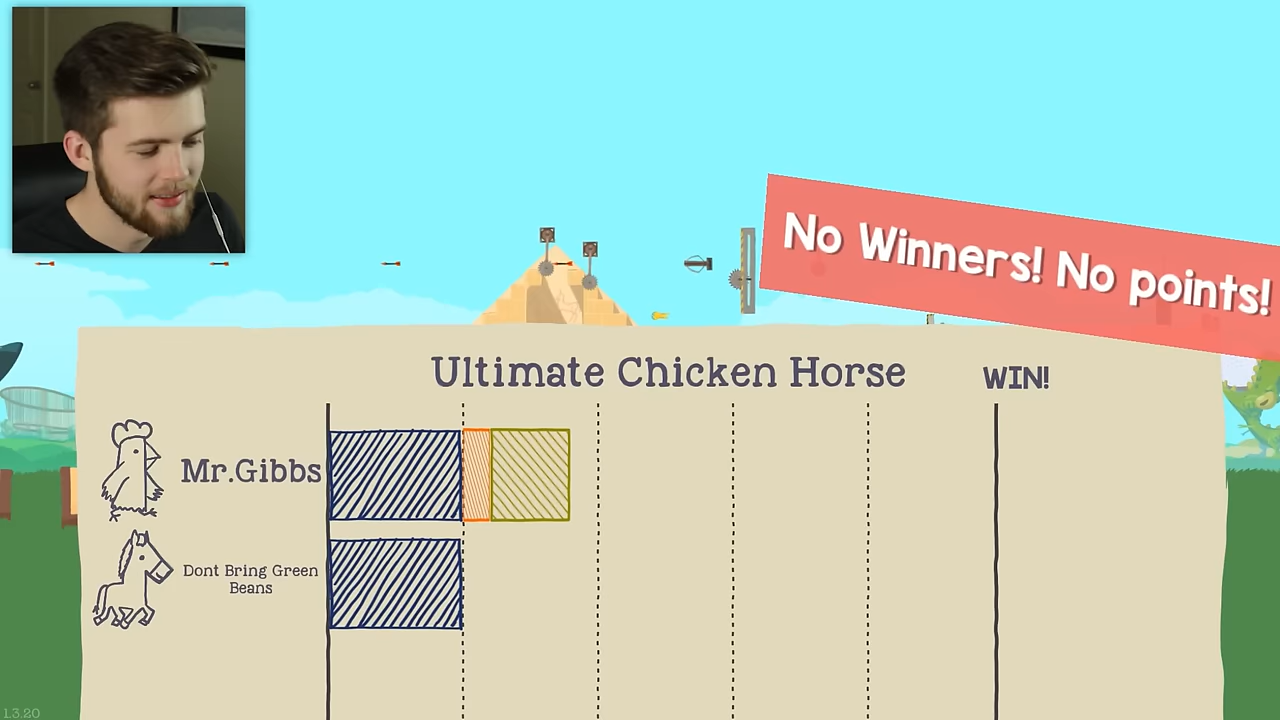 No Winners! No points!
Ultimate Chicken Horse
WIN!
Mr.Gibbs
Dont Bring Green
Beans
1.3.20